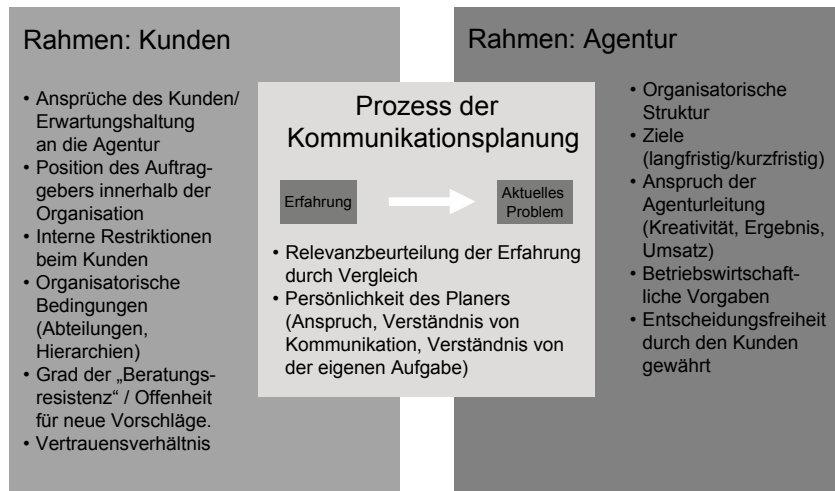 Rahmen: Kunden
• Ansprüche des Kunden/
Erwartungshaltung
an die Agentur
• Position des Auftrag-
gebers innerhalb der
Organisation
• Interne Restriktionen
beim Kunden
• Organisatorische
Bedingungen
(Abteilungen,
Hierarchien)
• Grad der „Beratungs-
resistenz“ / Offenheit
für neue Vorschläge.
• Vertrauensverhältnis
Prozess der
Kommunikationsplanung
Erfahrung
Aktuelles
Problem
• Relevanzbeurteilung der Erfahrung
durch Vergleich
• Persönlichkeit des Planers
(Anspruch, Verständnis von
Kommunikation, Verständnis von
der eigenen Aufgabe)
Rahmen: Agentur
• Organisatorische
Struktur
• Ziele
(langfristig/kurzfristig)
• Anspruch der
Agenturleitung
(Kreativität, Ergebnis,
Umsatz)
• Betriebswirtschaft-
liche Vorgaben
• Entscheidungsfreiheit
durch den Kunden
gewährt